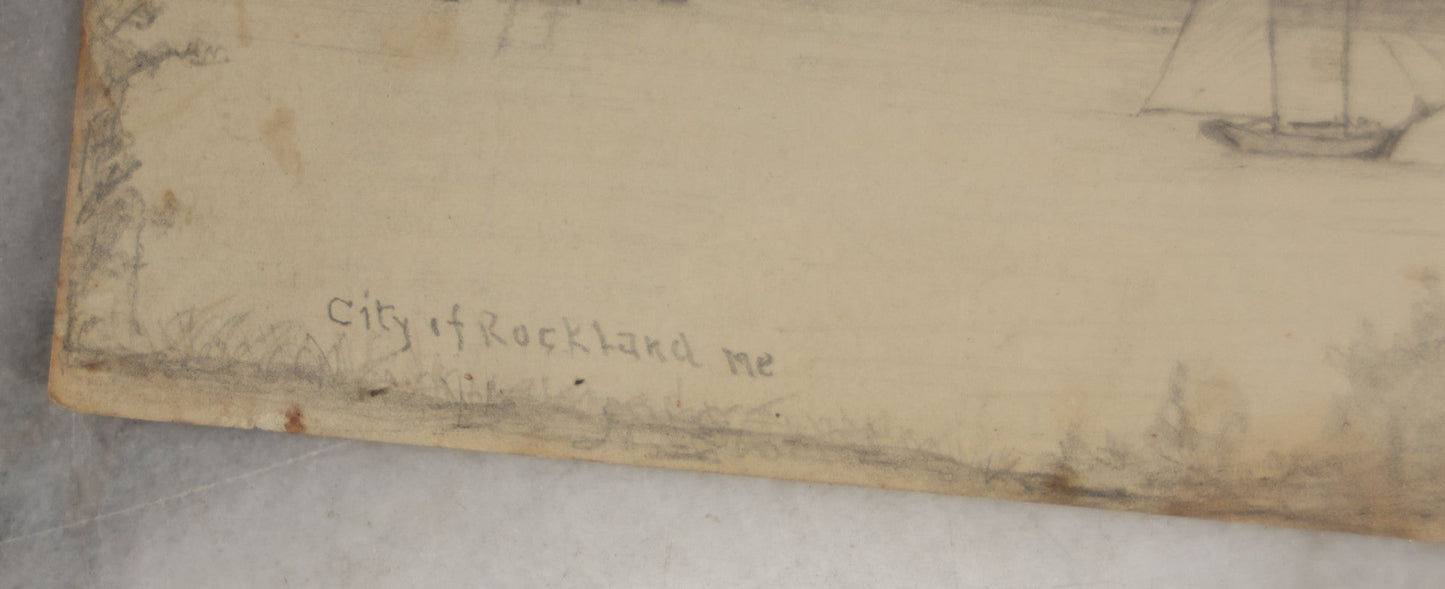 City of Rockland me